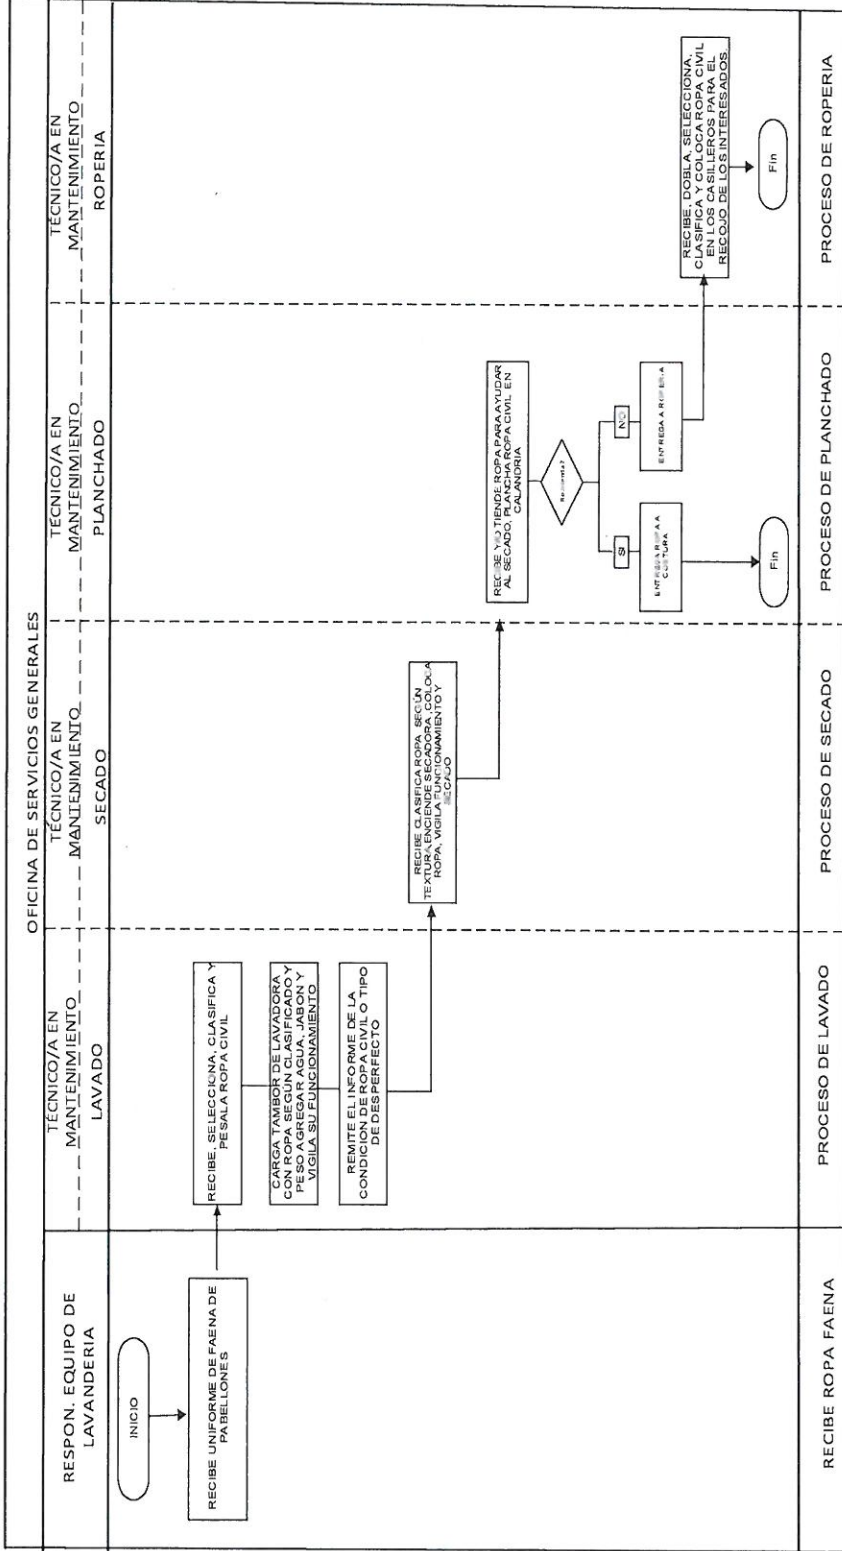 OFICINA DE SERVICIOS GENERALES
RESPON. EQUIPO DE
LAVANDERIA
TÉCNICO/A EN
MANTENIMIENTO
LAVADO
TÉCNICO/A EN
MANTENIMIENTO
SECADO
TÉCNICO/A EN
MANTENIMIENTO
PLANCHADO
TÉCNICO/A EN
MANTENIMIENTO
ROPERIA
INICIO
RECIBE UNIFORME DE FAENA DE
PABELLONES
RECIBE, SELECCIONA, CLASIFICA Y
PESA LA ROPA CIVIL
CARGA TAMBOR DE LAVADORA
CON ROPA SEGÚN CLASIFICADO Y
PESO AGREGAR AGUA, JABON Y
VIGILA SU FUNCIONAMIENTO
REMITE EL INFORME DE LA
CONDICION DE ROPA CIVIL O TIPO
DE DESPERFECTO
RECIBE CLASIFICA ROPA SEGÚN
TEXTURA, ENCIENDE SECADORA, COLOCA
ROPA, VIGILA FUNCIONAMIENTO Y
SECADO
RECIBE Y/O TIENDE ROPA PARA AYUDAR
AL SECADO, PLANCHA ROPA CIVIL EN
CALANDRIA
SI
NO
ENTREGA ROPA A
COSTURA
ENTREGA A ROPERIA
Fin
RECIBE, DOBLA, SELECCIONA,
CLASIFICA Y COLOCA ROPA CIVIL
EN LOS CASILLEROS PARA EL
RECOJO DE LOS INTERESADOS.
Fin
RECIBE ROPA FAENA
PROCESO DE LAVADO
PROCESO DE SECADO
PROCESO DE PLANCHADO
PROCESO DE ROPERIA